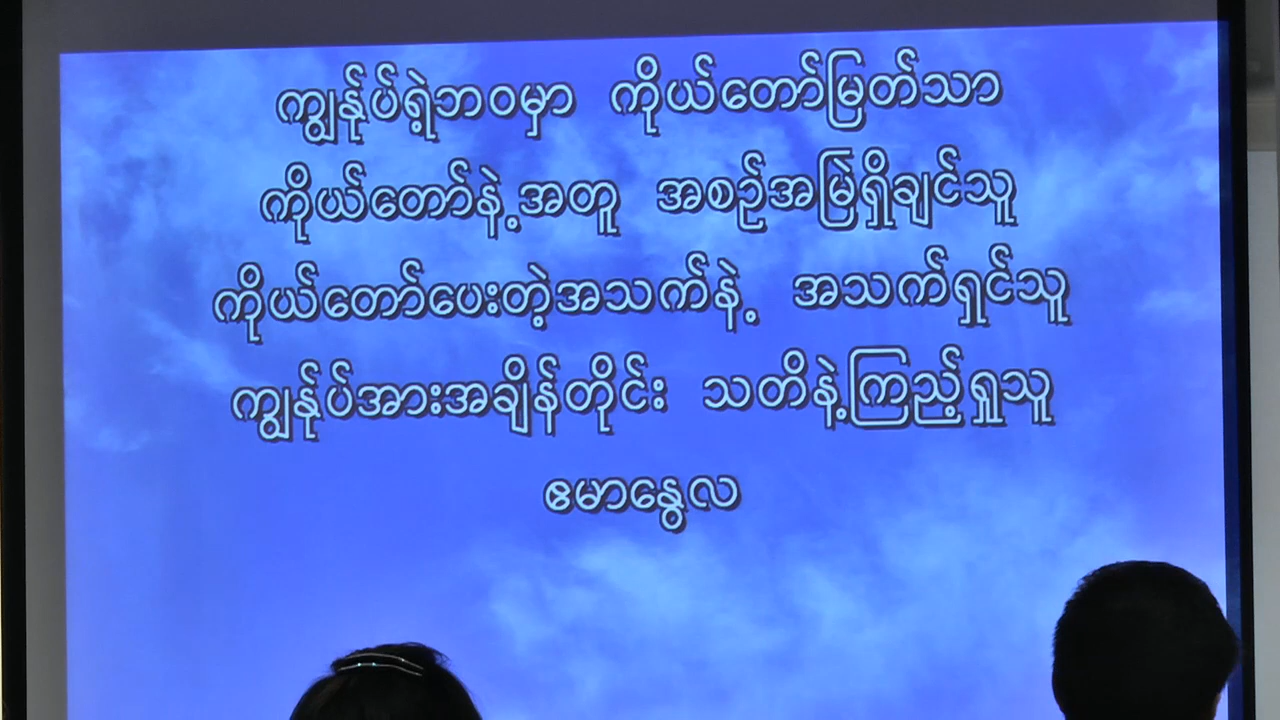 ကျွန်ုပ်ရဲ့ဘဝမှာ ကိုယ်တော်မြတ်သာ
ကိုယ်တော်နဲ့အတူ အစဉ်အမြဲရှိချင်သူ
ကိုယ်တော်ပေးတဲ့အသက်နဲ့ အသက်ရှင်သူ
ကျွန်ုပ်အားအချိန်တိုင်း သတိနဲ့ကြည့်ရှုသူ
ဧမာနွေလ